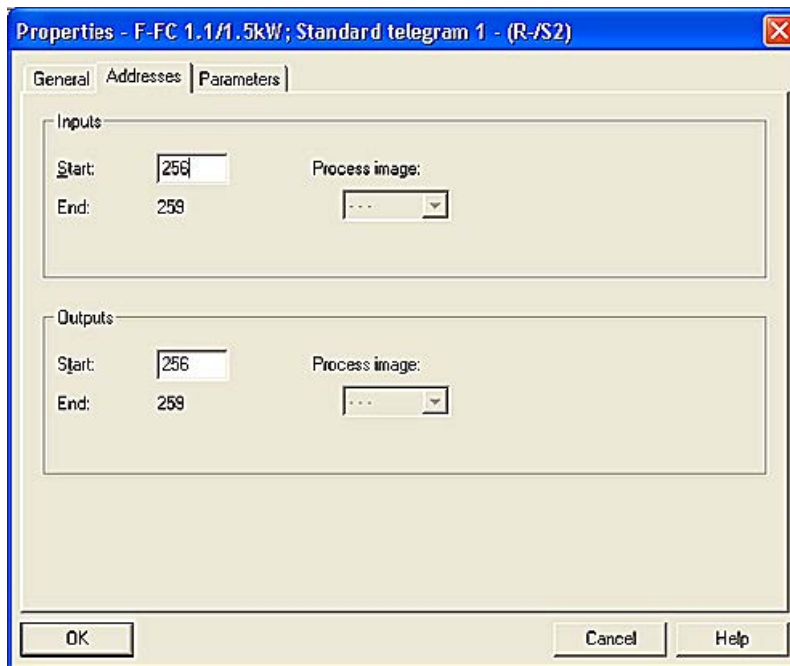 Properties - F-FC 1.1/1.5kW; Standard telegram 1 - (R-/S2)
General Addresses Parameters
Inputs
Start: 256 Process image:
End: 259 - - -
Outputs
Start: 256 Process image:
End: 259 - - -
OK Cancel Help